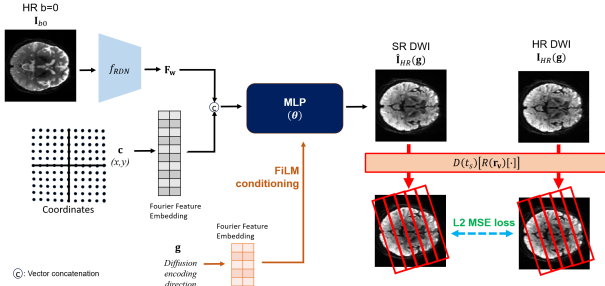 HR b=0
I_b0
f_RDN
F_w
c
MLP
(θ)
SR DWI
Î_HR(g)
HR DWI
I_HR(g)
D(t_s)[R(r_v)[·]]
c
(x,y)
Coordinates
Fourier Feature
Embedding
FiLM
conditioning
L2 MSE loss
g
Diffusion
encoding
direction
Fourier Feature
Embedding
c: Vector concatenation